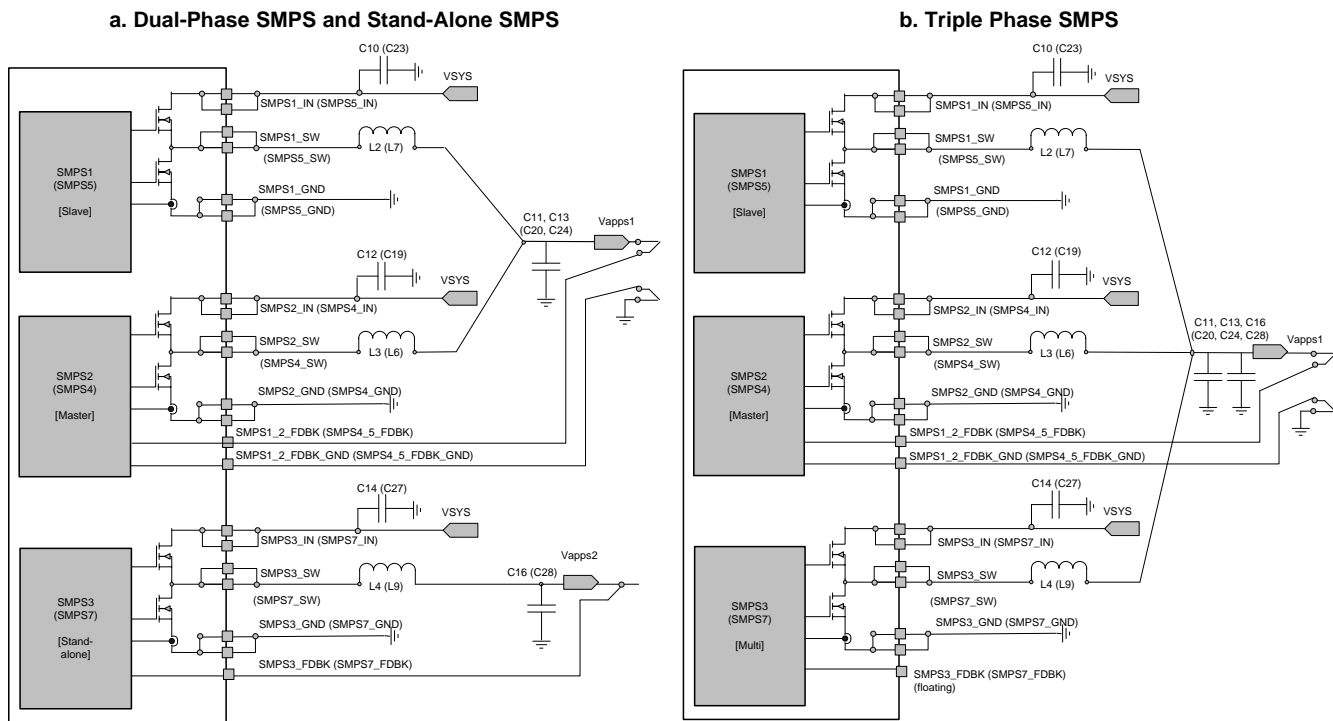 a. Dual-Phase SMPS and Stand-Alone SMPS
C10 (C23)
VSYS
SMPS1_IN (SMPS5_IN)
SMPS1_SW
(SMPS5_SW)
L2 (L7)
SMPS1
(SMPS5)
[Slave]
SMPS1_GND
(SMPS5_GND)
C11, C13
(C20, C24)
Vapps1
C12 (C19)
VSYS
SMPS2_IN (SMPS4_IN)
SMPS2_SW
(SMPS4_SW)
L3 (L6)
SMPS2
(SMPS4)
[Master]
SMPS2_GND (SMPS4_GND)
SMPS1_2_FDBK (SMPS4_5_FDBK)
SMPS1_2_FDBK_GND (SMPS4_5_FDBK_GND)
C14 (C27)
VSYS
SMPS3_IN (SMPS7_IN)
SMPS3_SW
(SMPS7_SW)
L4 (L9)
C16 (C28)
Vapps2
SMPS3
(SMPS7)
[Stand-
alone]
SMPS3_GND (SMPS7_GND)
SMPS3_FDBK (SMPS7_FDBK)
b. Triple Phase SMPS
C10 (C23)
VSYS
SMPS1_IN (SMPS5_IN)
SMPS1_SW
(SMPS5_SW)
L2 (L7)
SMPS1
(SMPS5)
[Slave]
SMPS1_GND
(SMPS5_GND)
C12 (C19)
VSYS
SMPS2_IN (SMPS4_IN)
SMPS2_SW
(SMPS4_SW)
L3 (L6)
C11, C13, C16
(C20, C24, C28)
Vapps1
SMPS2
(SMPS4)
[Master]
SMPS2_GND (SMPS4_GND)
SMPS1_2_FDBK (SMPS4_5_FDBK)
SMPS1_2_FDBK_GND (SMPS4_5_FDBK_GND)
C14 (C27)
VSYS
SMPS3_IN (SMPS7_IN)
SMPS3_SW
(SMPS7_SW)
L4 (L9)
SMPS3
(SMPS7)
[Multi]
SMPS3_GND (SMPS7_GND)
SMPS3_FDBK (SMPS7_FDBK)
(floating)